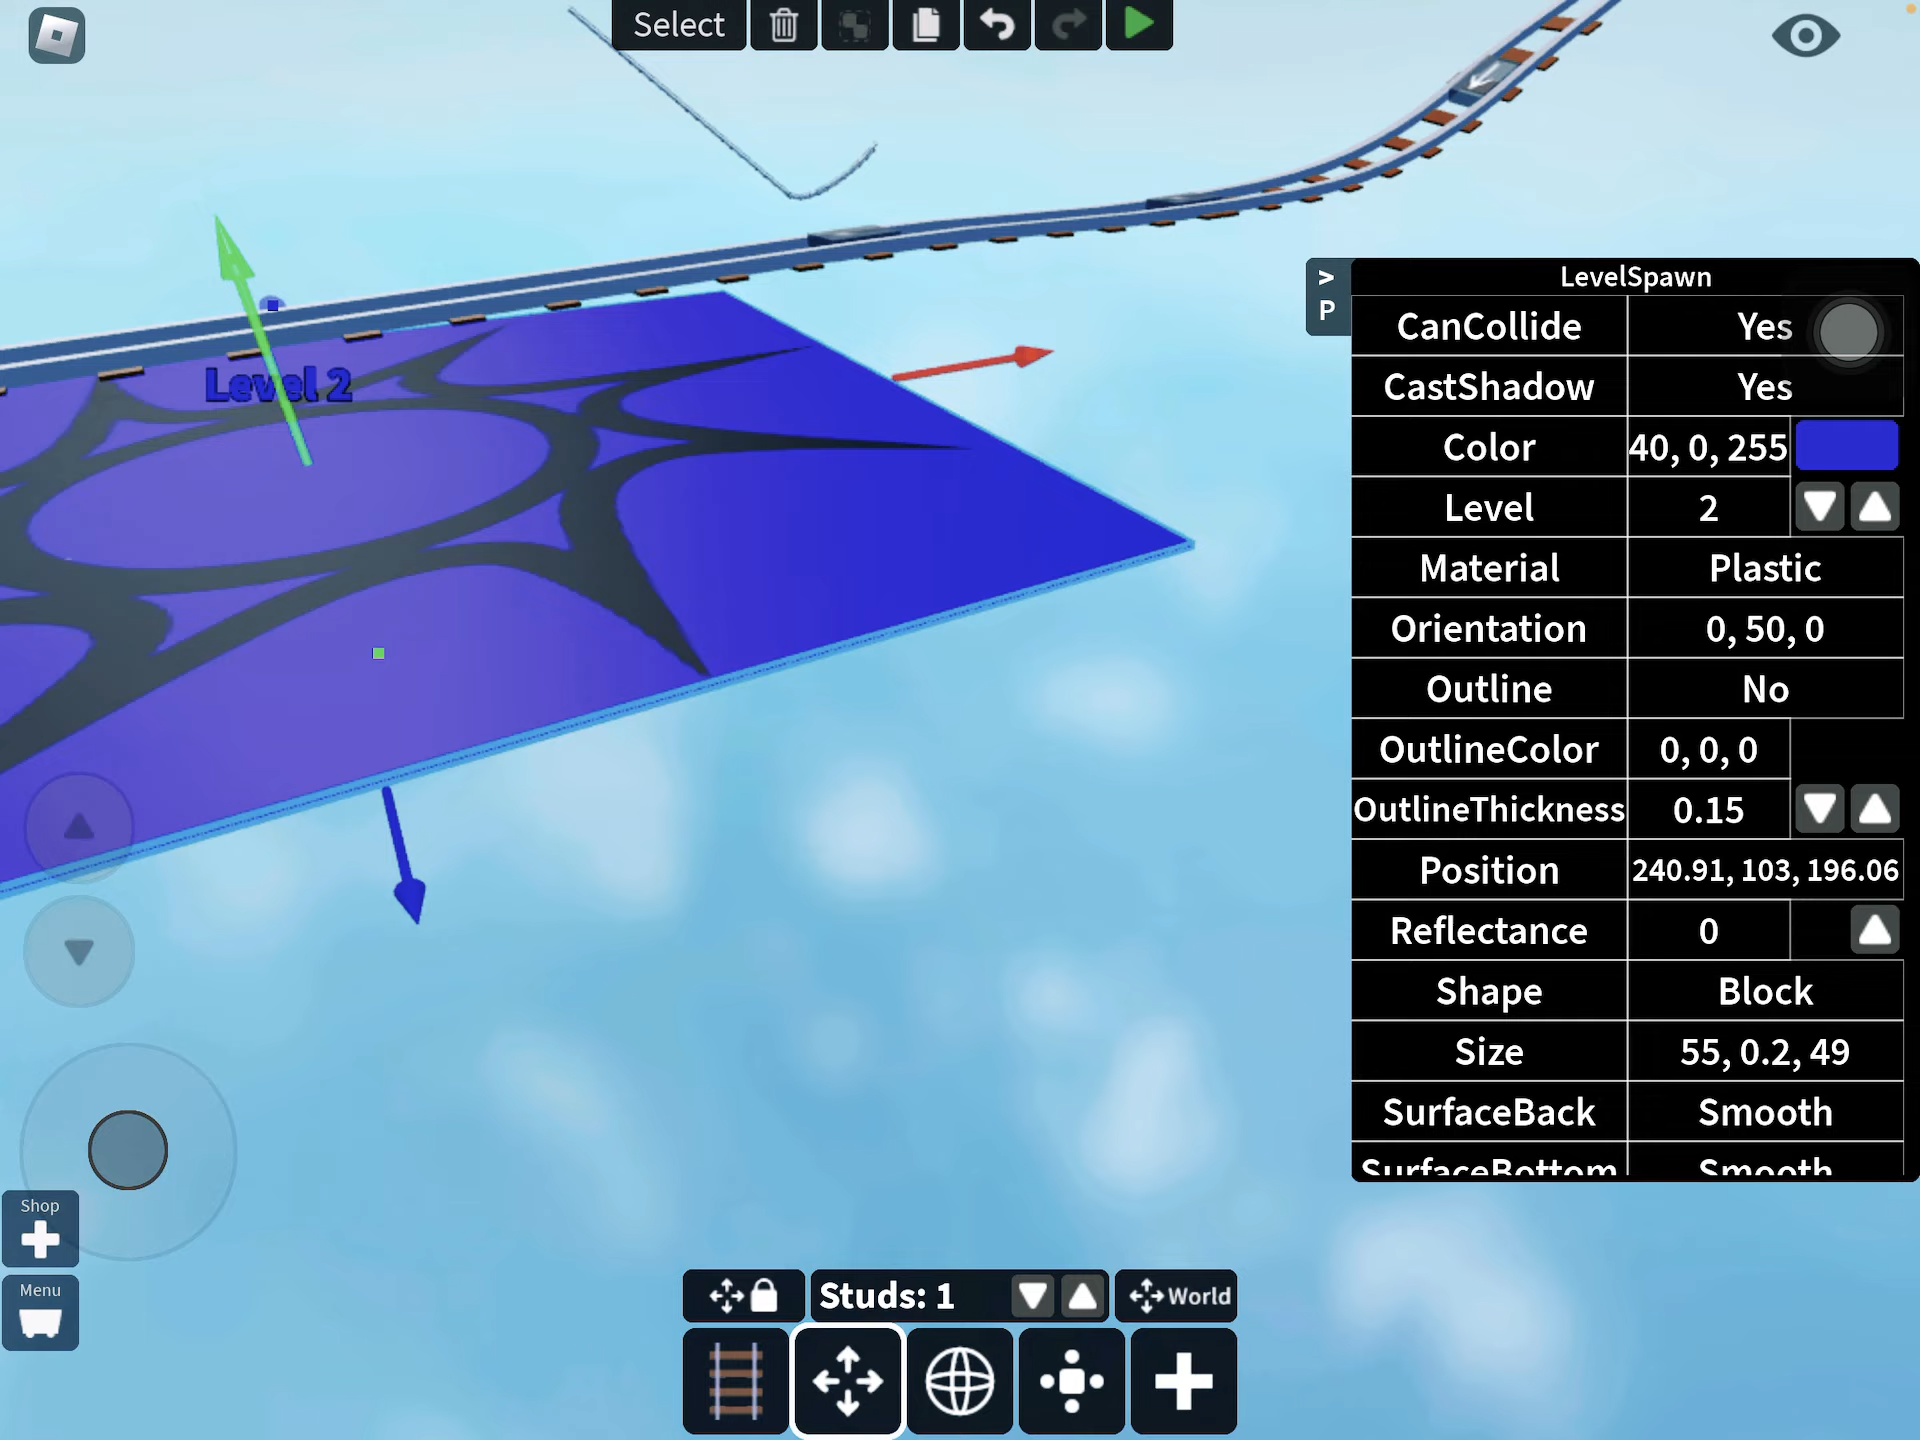 Select
Level 2
>
P
LevelSpawn
CanCollide Yes
CastShadow Yes
Color 40, 0, 255
Level 2
Material Plastic
Orientation 0, 50, 0
Outline No
OutlineColor 0, 0, 0
OutlineThickness 0.15
Position 240.91, 103, 196.06
Reflectance 0
Shape Block
Size 55, 0.2, 49
SurfaceBack Smooth
SurfaceBottom Smooth
Shop
Menu
Studs: 1
World